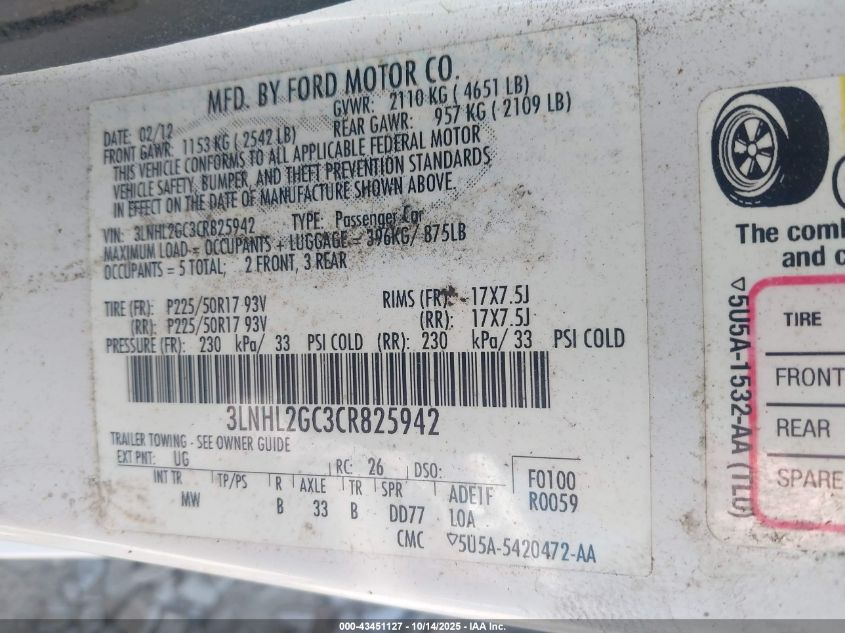 MFD. BY FORD MOTOR CO.
DATE: 02/12
GVWR: 2110 KG ( 4651 LB)
FRONT GAWR: 1153 KG ( 2542 LB)
REAR GAWR: 957 KG ( 2109 LB)
THIS VEHICLE CONFORMS TO ALL APPLICABLE FEDERAL MOTOR
VEHICLE SAFETY, BUMPER, AND THEFT PREVENTION STANDARDS
IN EFFECT ON THE DATE OF MANUFACTURE SHOWN ABOVE.
VIN: 3LNHL2GC3CR825942 TYPE: Passenger Car
MAXIMUM LOAD = OCCUPANTS + LUGGAGE = 396KG/ 875LB
OCCUPANTS = 5 TOTAL; 2 FRONT, 3 REAR
TIRE (FR): P225/50R17 93V RIMS (FR): 17X7.5J
(RR): P225/50R17 93V (RR): 17X7.5J
PRESSURE (FR): 230 kPa/ 33 PSI COLD (RR): 230 kPa/ 33 PSI COLD
3LNHL2GC3CR825942
TRAILER TOWING - SEE OWNER GUIDE
EXT PNT: UG RC: 26 DSO:
F0100
R0059
INT TR TP/PS R AXLE TR SPR
MW B 33 B DD77
ADEIF
LOA
CMC ▽5U5A-5420472-AA
The comb
and c
▽5U5A-1532-AA (TLU)
TIRE
FRONT
REAR
SPARE
000-43451127 - 10/14/2025 - IAA Inc.